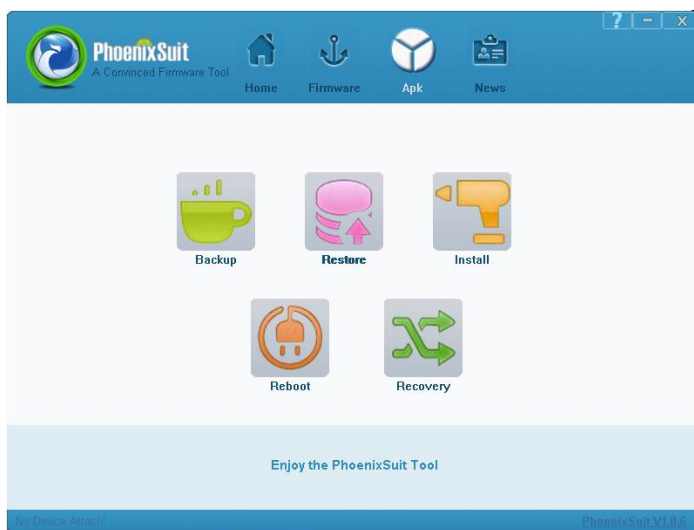 ? - x
PhoenixSuit
A Convinced Firmware Tool
Home Firmware Apk News
Backup Restore Install
Reboot Recovery
Enjoy the PhoenixSuit Tool
No Device Attach! PhoenixSuit V1.0.6